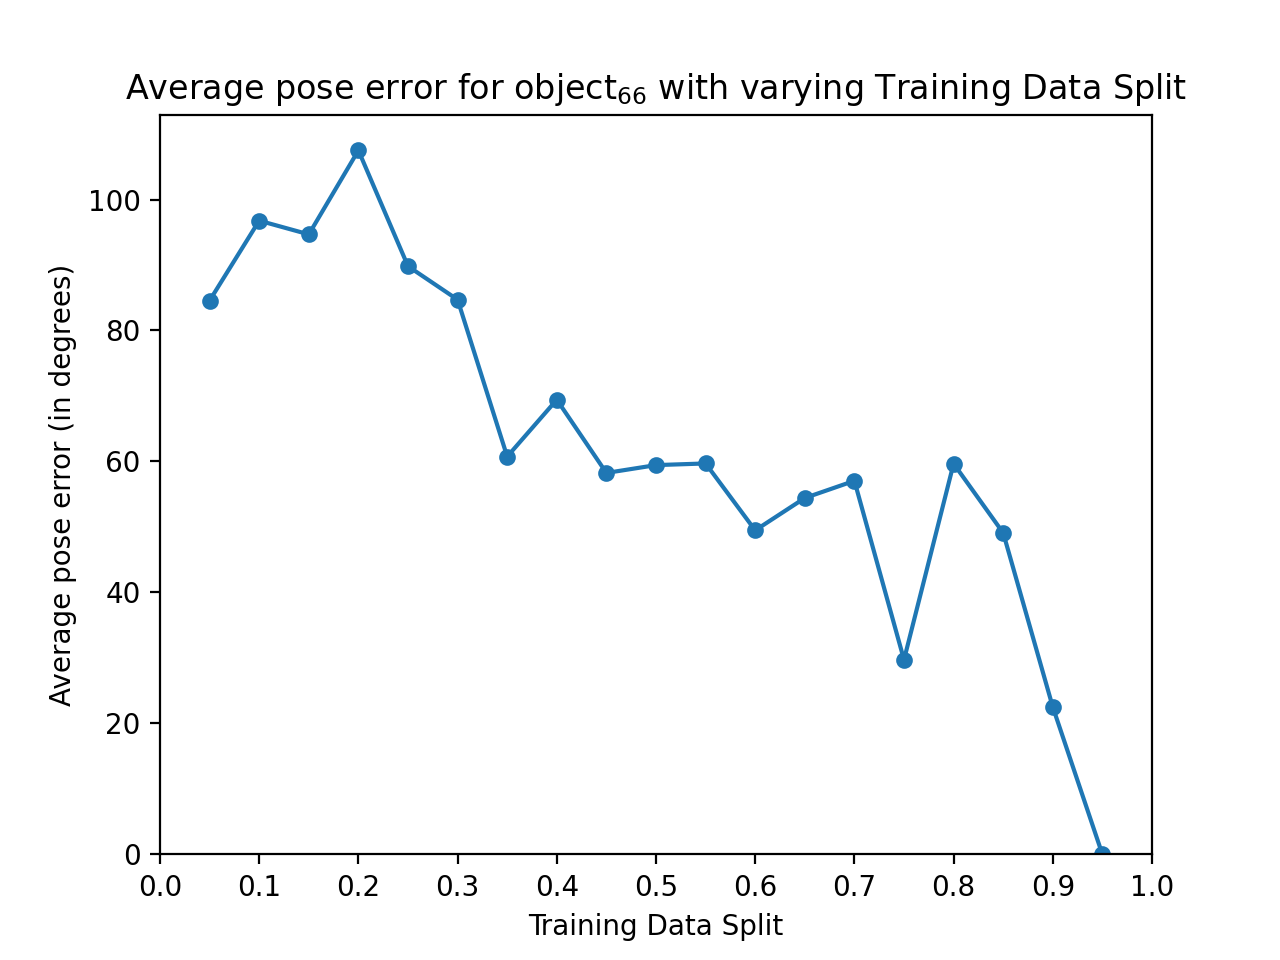 Average pose error for object₆₆ with varying Training Data Split
Average pose error (in degrees)
100
80
60
40
20
0
0.0 0.1 0.2 0.3 0.4 0.5 0.6 0.7 0.8 0.9 1.0
Training Data Split